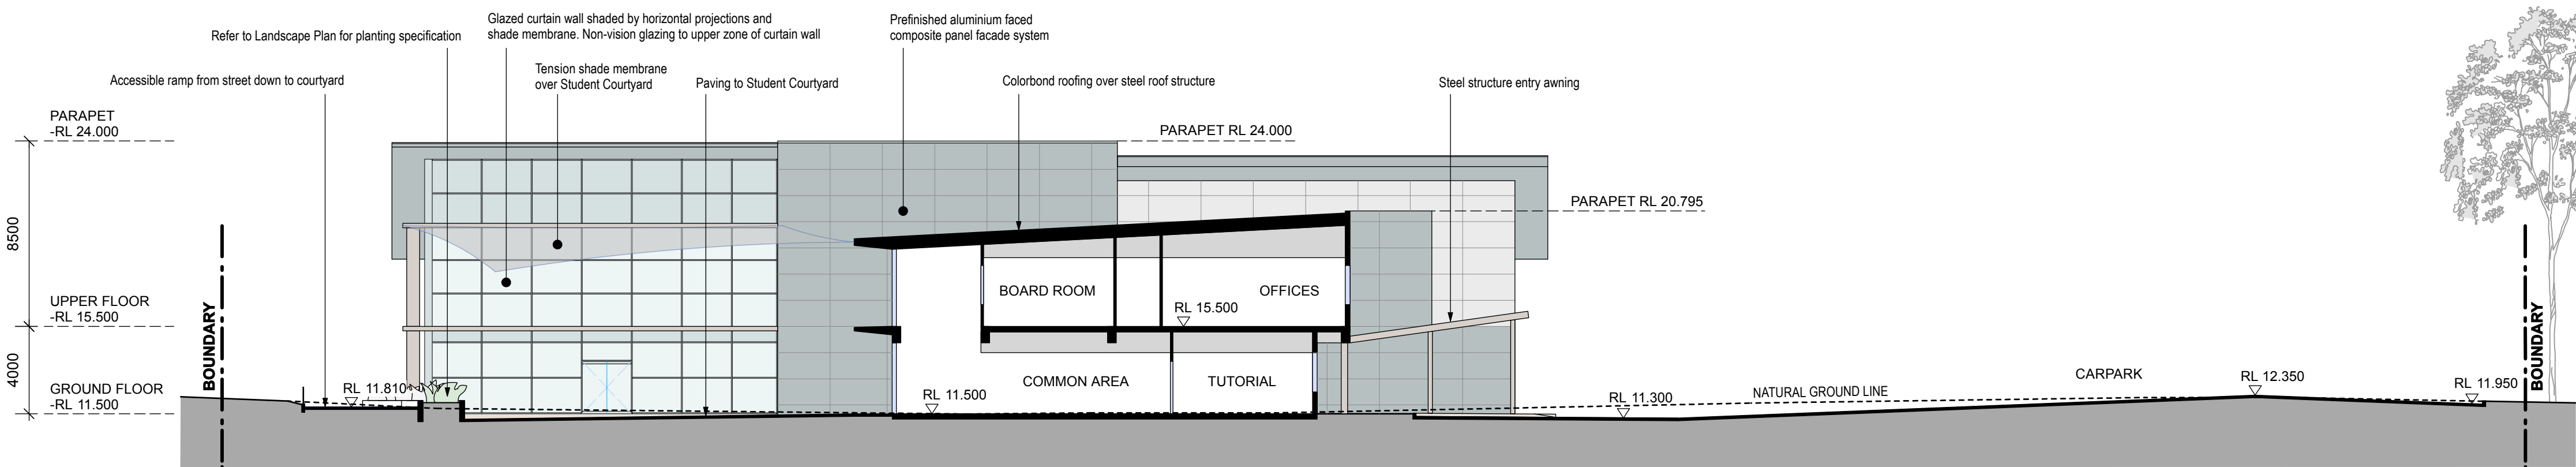 Glazed curtain wall shaded by horizontal projections and
shade membrane. Non-vision glazing to upper zone of curtain wall
Prefinished aluminium faced
composite panel facade system
Refer to Landscape Plan for planting specification
Tension shade membrane
over Student Courtyard
Accessible ramp from street down to courtyard
Paving to Student Courtyard
Colorbond roofing over steel roof structure
Steel structure entry awning
PARAPET
-RL 24.000
PARAPET RL 24.000
PARAPET RL 20.795
8500
BOARD ROOM
OFFICES
UPPER FLOOR
-RL 15.500
RL 15.500
BOUNDARY
BOUNDARY
4000
COMMON AREA
TUTORIAL
CARPARK
RL 12.350
GROUND FLOOR
-RL 11.500
RL 11.810
RL 11.500
RL 11.300
NATURAL GROUND LINE
RL 11.950